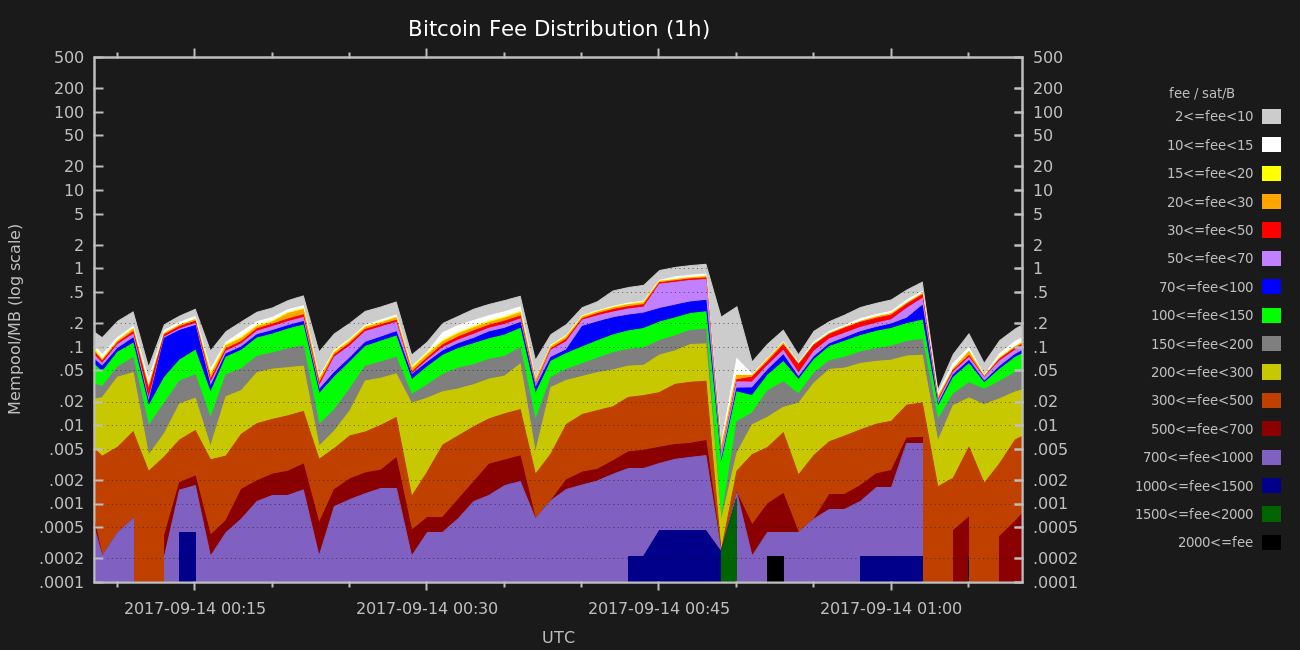 Bitcoin Fee Distribution (1h)
500 500
200 200
100 100
50 50
20 20
10 10
5 5
2 2
1 1
.5 .5
.2 .2
.1 .1
.05 .05
.02 .02
.01 .01
.005 .005
.002 .002
.001 .001
.0005 .0005
.0002 .0002
.0001 .0001
Mempool/MB (log scale)
2017-09-14 00:15 2017-09-14 00:30 2017-09-14 00:45 2017-09-14 01:00
UTC
fee / sat/B
2<=fee<10
10<=fee<15
15<=fee<20
20<=fee<30
30<=fee<50
50<=fee<70
70<=fee<100
100<=fee<150
150<=fee<200
200<=fee<300
300<=fee<500
500<=fee<700
700<=fee<1000
1000<=fee<1500
1500<=fee<2000
2000<=fee